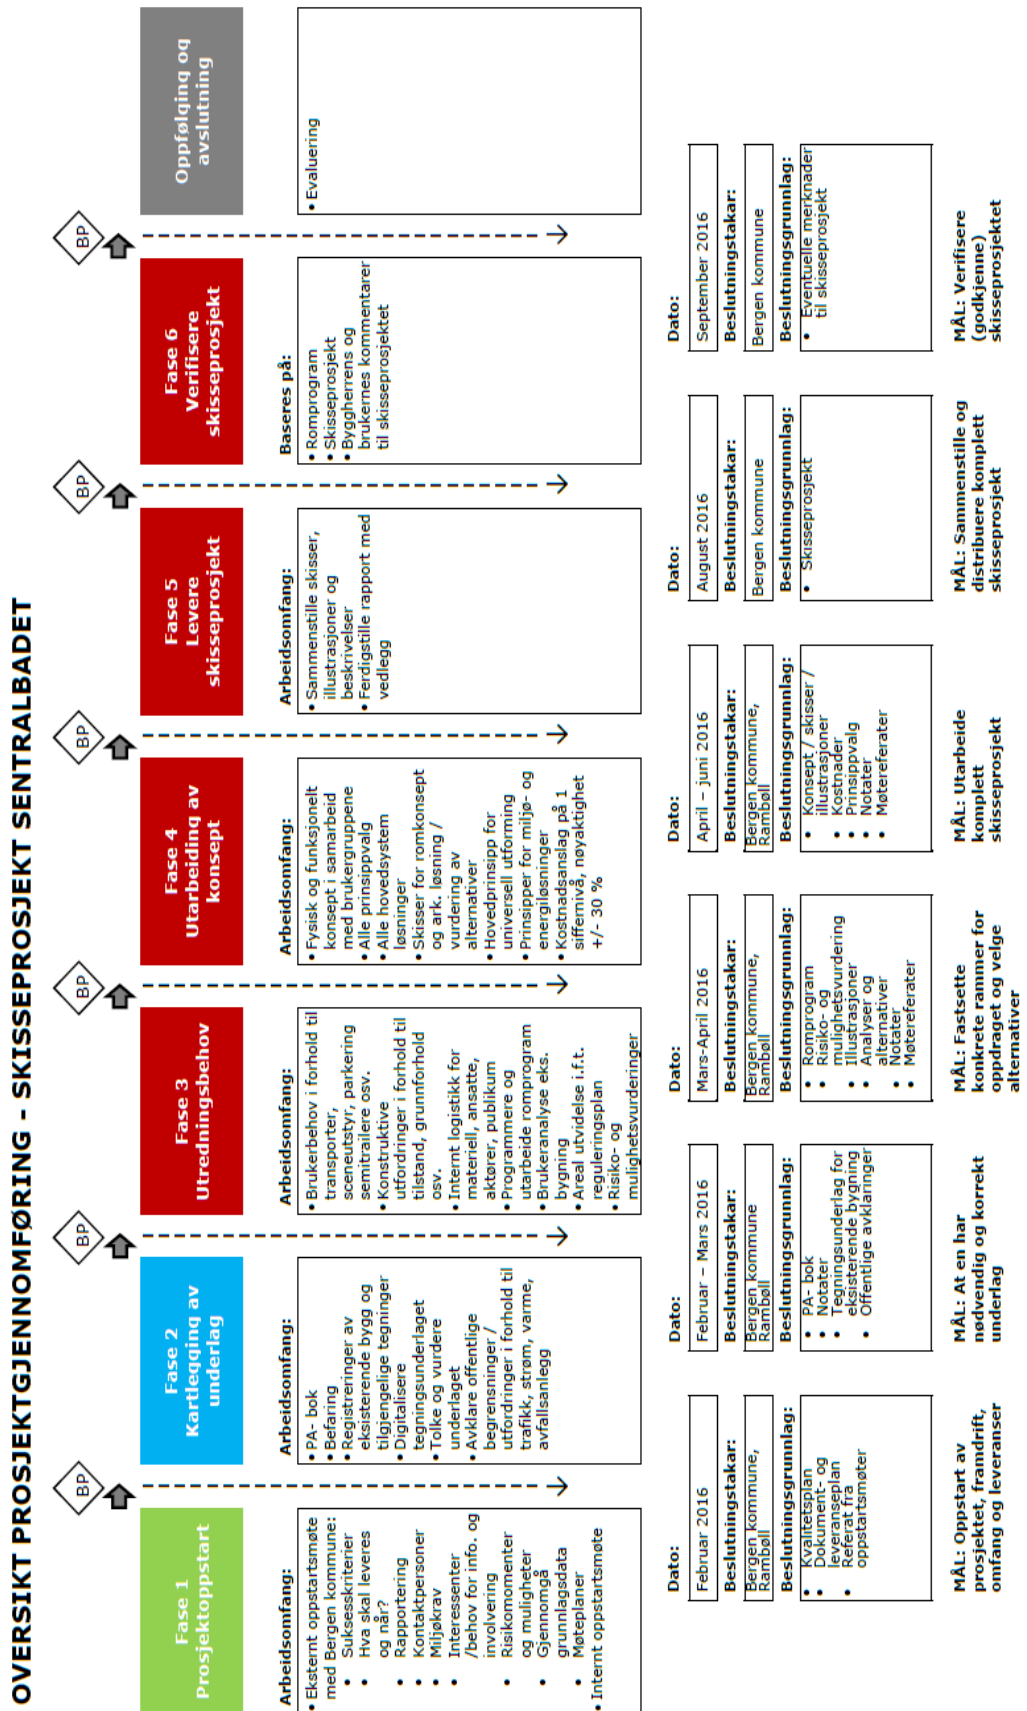 OVERSIKT PROSJEKTGJENNOMFØRING - SKISSEPROSJEKT SENTRALBADET
BP
BP
BP
BP
BP
BP
Fase 1
Prosjektoppstart
Fase 2
Kartlegging av
underlag
Fase 3
Utredningsbehov
Fase 4
Utarbeiding av
konsept
Fase 5
Levere
skisseprosjekt
Fase 6
Verifisere
skisseprosjekt
Oppfølging og
avslutning
Arbeidsomfang:
• Eksternt oppstartsmøte
med Bergen kommune:
• Suksesskriterier
• Hva skal leveres
og når?
• Rapportering
• Kontaktpersoner
• Miljøkrav
• Interessenter
/behov for info. og
involvering
• Risikomomenter
og muligheter
• Gjennomgå
grunnlagsdata
• Møteplaner
• Internt oppstartsmøte
Arbeidsomfang:
• PA- bok
• Befaring
• Registreringer av
eksisterende bygg og
tilgjengelige tegninger
• Digitalisere
tegningsunderlaget
• Tolke og vurdere
underlaget
• Avklare offentlige
begrensninger /
utfordringer i forhold til
trafikk, strøm, varme,
avfallsanlegg
Arbeidsomfang:
• Brukerbehov i forhold til
transporter,
sceneutstyr, parkering
semitrailere osv.
• Konstruktive
utfordringer i forhold til
tilstand, grunnforhold
osv.
• Internt logistikk for
materiell, ansatte,
aktører, publikum
• Programmere og
utarbeide romprogram
• Brukeranalyse eks.
bygning
• Areal utvidelse i.f.t.
reguleringsplan
• Risiko- og
mulighetsvurderinger
Arbeidsomfang:
• Fysisk og funksjonelt
konsept i samarbeid
med brukergruppene
• Alle prinsippvalg
• Alle hovedsystem
løsninger
• Skisser for romkonsept
og ark. løsning /
vurdering av
alternativer
• Hovedprinsipp for
universell utforming
• Prinsipper for miljø- og
energiløsninger
• Kostnadsanslag på 1
siffernivå, nøyaktighet
+/- 30 %
Arbeidsomfang:
• Sammenstille skisser,
illustrasjoner og
beskrivelser
• Ferdigstille rapport med
vedlegg
Baseres på:
• Romprogram
• Skisseprosjekt
• Byggherrens og
brukernes kommentarer
til skisseprosjektet
• Evaluering
Dato:
Februar 2016
Beslutningstakar:
Bergen kommune,
Rambøll
Beslutningsgrunnlag:
• Kvalitetsplan
• Dokument- og
leveranseplan
• Referat fra
oppstartsmøter
MÅL: Oppstart av
prosjektet, framdrift,
omfang og leveranser
Dato:
Februar – Mars 2016
Beslutningstakar:
Bergen kommune
Rambøll
Beslutningsgrunnlag:
• PA- bok
• Notater
• Tegningsunderlag for
eksisterende bygning
• Offentlige avklaringer
MÅL: At en har
nødvendig og korrekt
underlag
Dato:
Mars-April 2016
Beslutningstakar:
Bergen kommune,
Rambøll
Beslutningsgrunnlag:
• Romprogram
• Risiko- og
mulighetsvurdering
• Illustrasjoner
• Analyser og
alternativer
• Notater
• Møtereferater
MÅL: Fastsette
konkrete rammer for
oppdraget og velge
alternativer
Dato:
April – juni 2016
Beslutningstakar:
Bergen kommune,
Rambøll
Beslutningsgrunnlag:
• Konsept / skisser /
illustrasjoner
• Kostnader
• Prinsippvalg
• Notater
• Møtereferater
MÅL: Utarbeide
komplett
skisseprosjekt
Dato:
August 2016
Beslutningstakar:
Bergen kommune
Beslutningsgrunnlag:
• Skisseprosjekt
MÅL: Sammenstille og
distribuere komplett
skisseprosjekt
Dato:
September 2016
Beslutningstakar:
Bergen kommune
Beslutningsgrunnlag:
• Eventuelle merknader
til skisseprosjekt
MÅL: Verifisere
(godkjenne)
skisseprosjektet